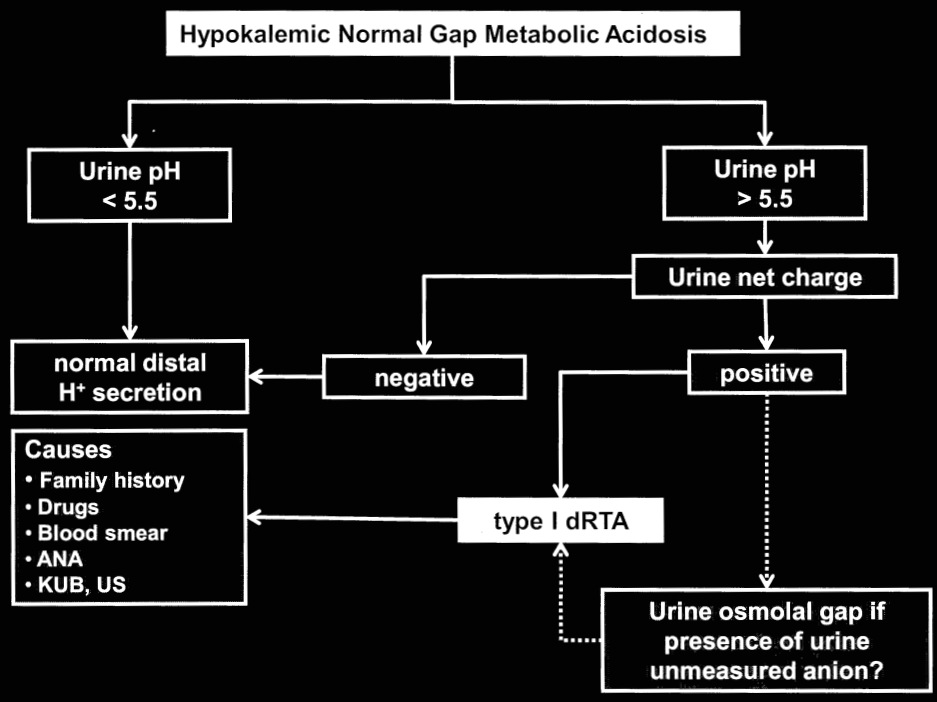 Hypokalemic Normal Gap Metabolic Acidosis
Urine pH
< 5.5
Urine pH
> 5.5
Urine net charge
normal distal
H⁺ secretion
negative
positive
Causes
• Family history
• Drugs
• Blood smear
• ANA
• KUB, US
type I dRTA
Urine osmolal gap if
presence of urine
unmeasured anion?